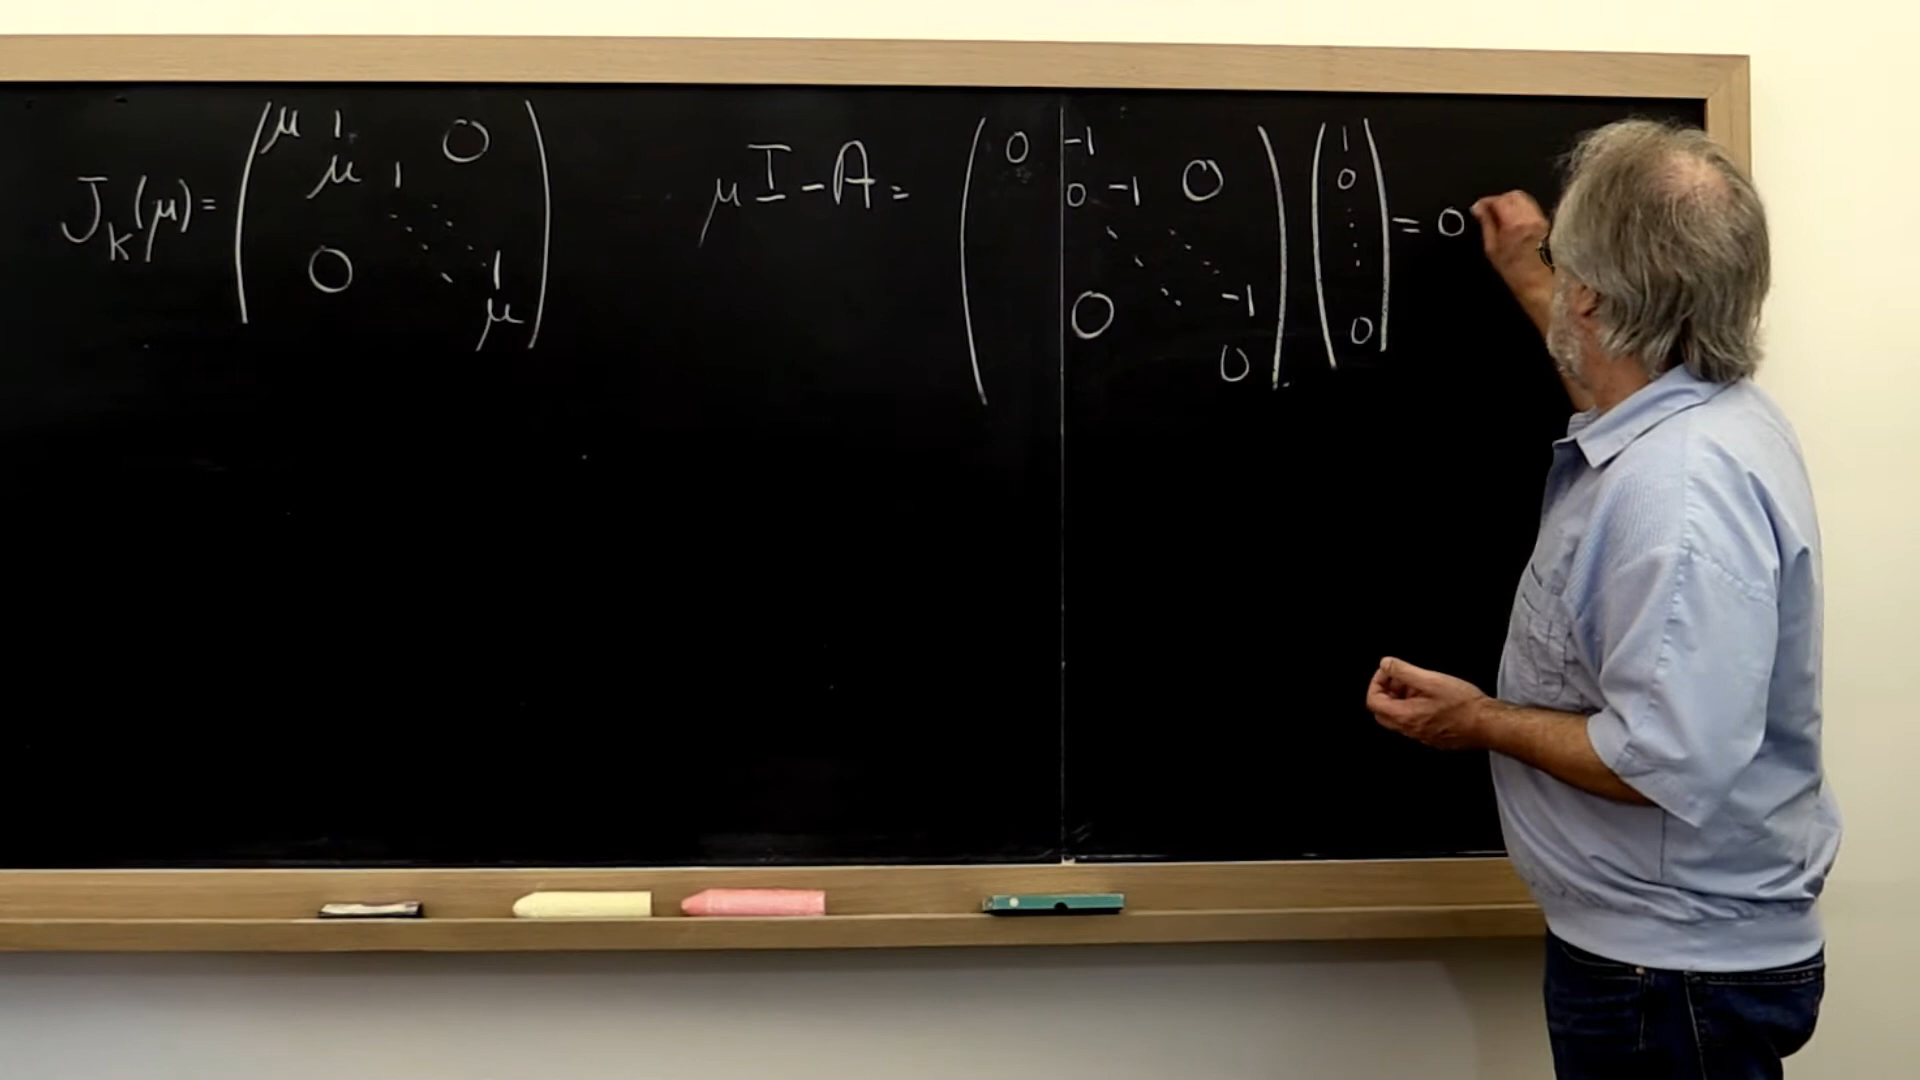 J_k(μ) = ( μ 1 0
μ 1
⋱ ⋱
0 1
μ )
μI - A = ( 0 -1
0 -1 0
⋱ ⋱
0 -1
0 ) ( 1
0
⋮
0 ) = 0